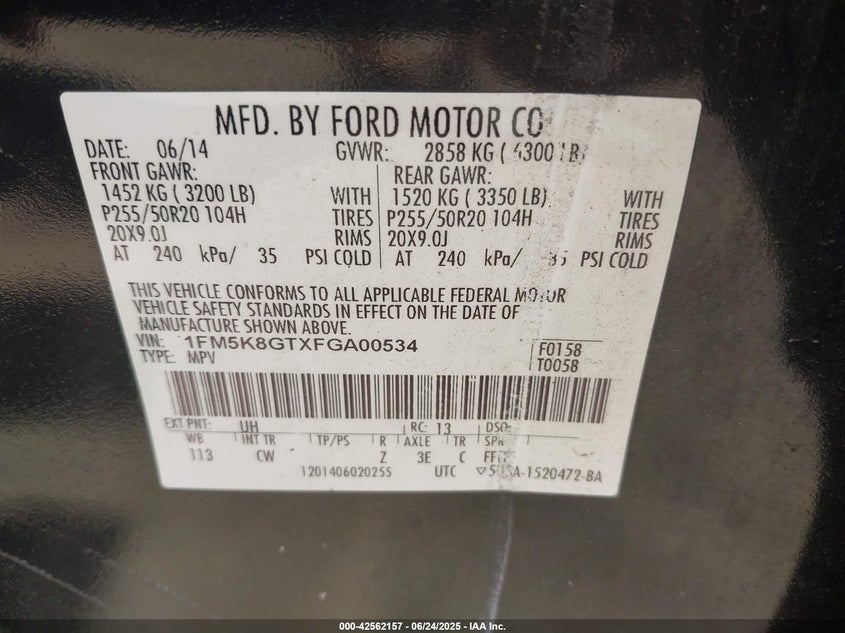 MFD. BY FORD MOTOR CO
DATE: 06/14 GVWR: 2858 KG (
FRONT GAWR: REAR GAWR:
1452 KG ( 3200 LB) WITH 1520 KG ( 3350 LB) WITH
P255/50R20 104H TIRES P255/50R20 104H TIRES
20X9.0J RIMS 20X9.0J RIMS
AT 240 kPa/ 35 PSI COLD AT 240 kPa/ PSI COLD
THIS VEHICLE CONFORMS TO ALL APPLICABLE FEDERAL MOTOR
VEHICLE SAFETY STANDARDS IN EFFECT ON THE DATE OF
MANUFACTURE SHOWN ABOVE.
VIN: 1FM5K8GTXFGA00534 F0158
TYPE: MPV T0058
EXT PNT: UH RC: 13 DSO:
WB INT TR TP/PS R AXLE TR SPR
113 CW Z 3E C
1201406020255 UTC
000-42562157 - 06/24/2025 - IAA Inc.